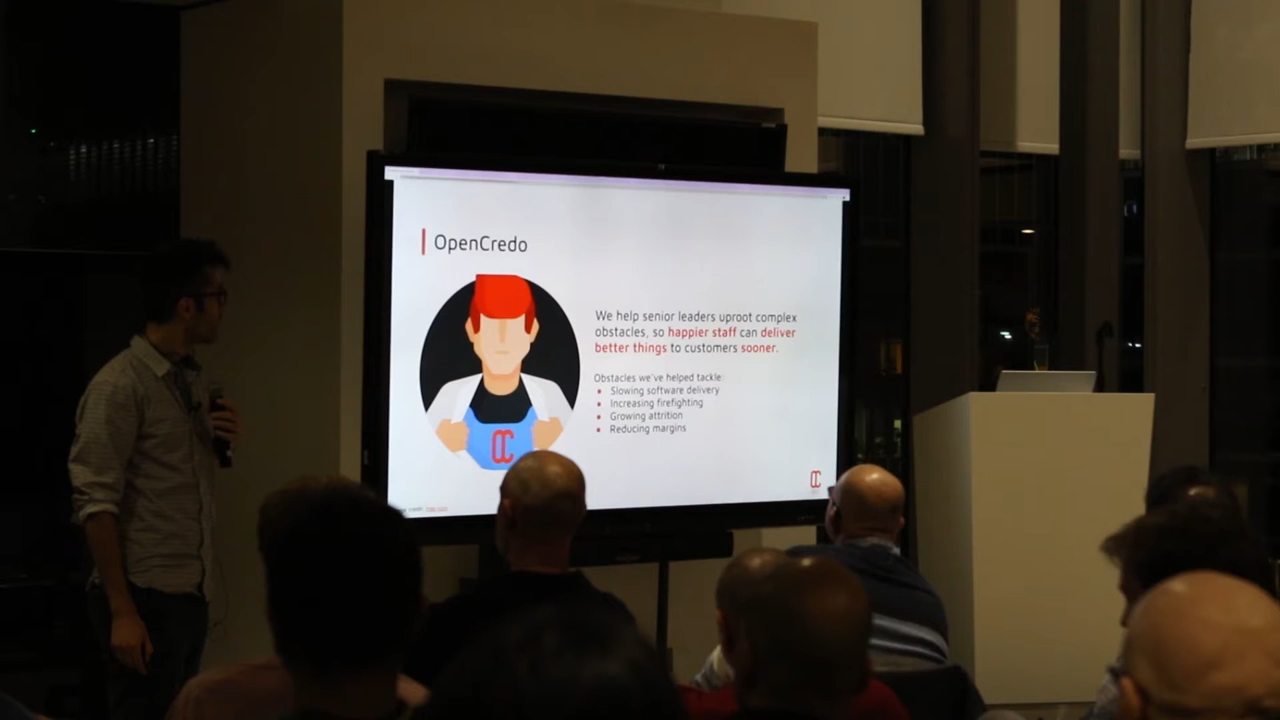 OpenCredo
We help senior leaders uproot complex
obstacles, so happier staff can deliver
better things to customers sooner.
Obstacles we've helped tackle:
Slowing software delivery
Increasing firefighting
Growing attrition
Reducing margins
OC
OC